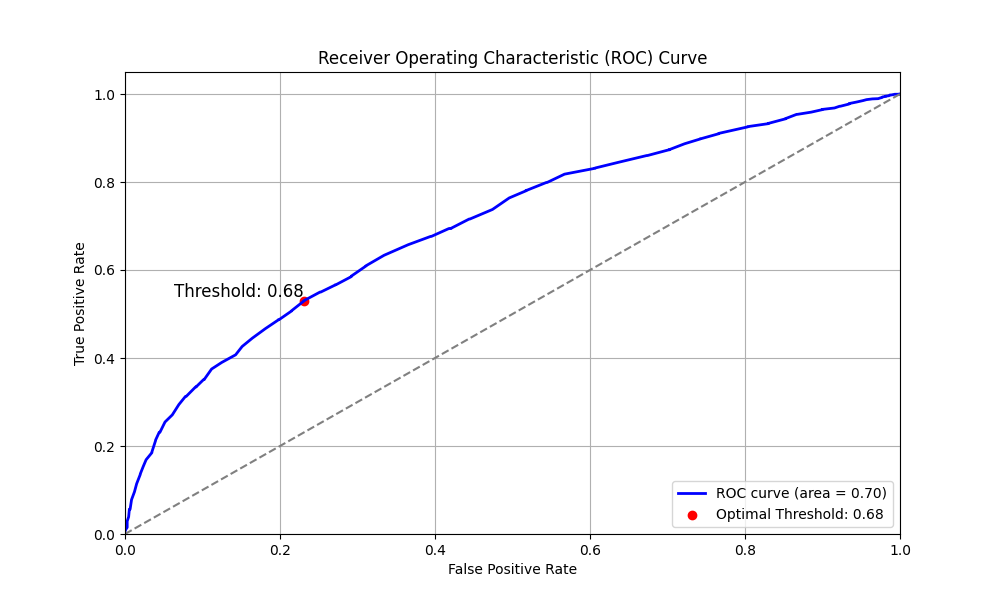 Receiver Operating Characteristic (ROC) Curve
True Positive Rate
1.0
0.8
0.6
0.4
0.2
0.0
Threshold: 0.68
ROC curve (area = 0.70)
Optimal Threshold: 0.68
0.0 0.2 0.4 0.6 0.8 1.0
False Positive Rate